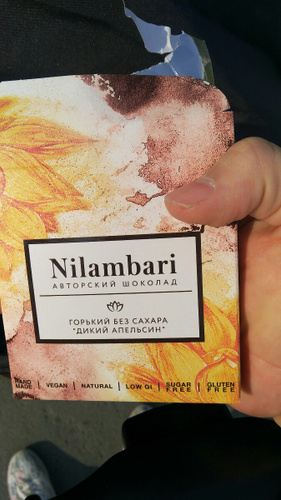 Nilambari
АВТОРСКИЙ ШОКОЛАД
ГОРЬКИЙ БЕЗ САХАРА
"ДИКИЙ АПЕЛЬСИН"
HAND MADE | VEGAN | NATURAL | LOW GI | SUGAR FREE | GLUTEN FREE